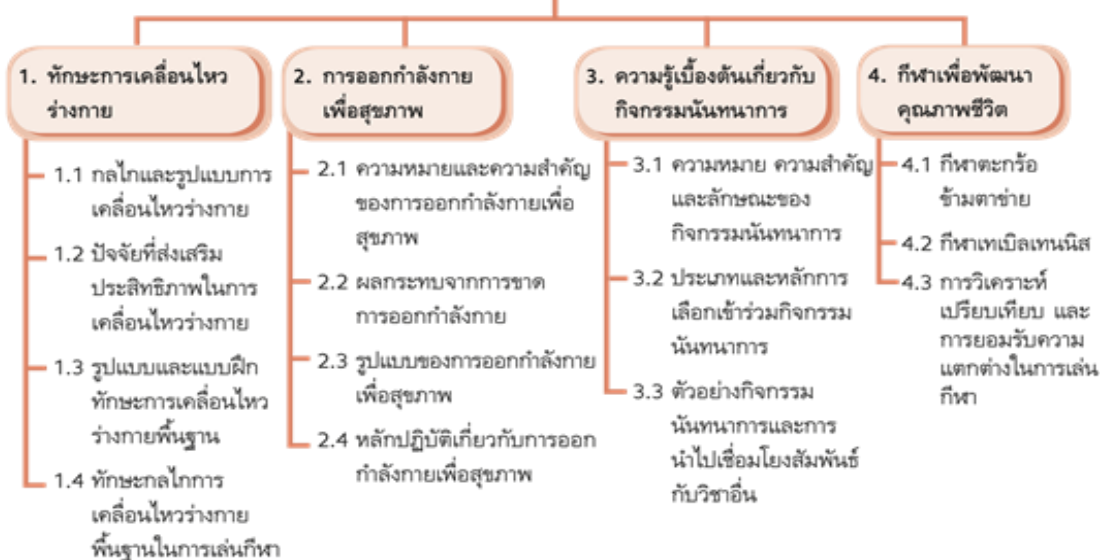 1. ทักษะการเคลื่อนไหว
ร่างกาย
1.1 กลไกและรูปแบบการ
เคลื่อนไหวร่างกาย
1.2 ปัจจัยที่ส่งเสริม
ประสิทธิภาพในการ
เคลื่อนไหวร่างกาย
1.3 รูปแบบและแบบฝึก
ทักษะการเคลื่อนไหว
ร่างกายพื้นฐาน
1.4 ทักษะกลไกการ
เคลื่อนไหวร่างกาย
พื้นฐานในการเล่นกีฬา
2. การออกกำลังกาย
เพื่อสุขภาพ
2.1 ความหมายและความสำคัญ
ของการออกกำลังกายเพื่อ
สุขภาพ
2.2 ผลกระทบจากการขาด
การออกกำลังกาย
2.3 รูปแบบของการออกกำลังกาย
เพื่อสุขภาพ
2.4 หลักปฏิบัติเกี่ยวกับการออก
กำลังกายเพื่อสุขภาพ
3. ความรู้เบื้องต้นเกี่ยวกับ
กิจกรรมนันทนาการ
3.1 ความหมาย ความสำคัญ
และลักษณะของ
กิจกรรมนันทนาการ
3.2 ประเภทและหลักการ
เลือกเข้าร่วมกิจกรรม
นันทนาการ
3.3 ตัวอย่างกิจกรรม
นันทนาการและการ
นำไปเชื่อมโยงสัมพันธ์
กับวิชาอื่น
4. กีฬาเพื่อพัฒนา
คุณภาพชีวิต
4.1 กีฬาตะกร้อ
ข้ามตาข่าย
4.2 กีฬาเทเบิลเทนนิส
4.3 การวิเคราะห์
เปรียบเทียบ และ
การยอมรับความ
แตกต่างในการเล่น
กีฬา